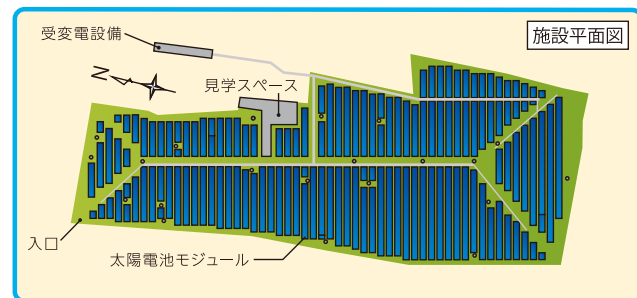 施設平面図
受変電設備
N
見学スペース
入口
太陽電池モジュール